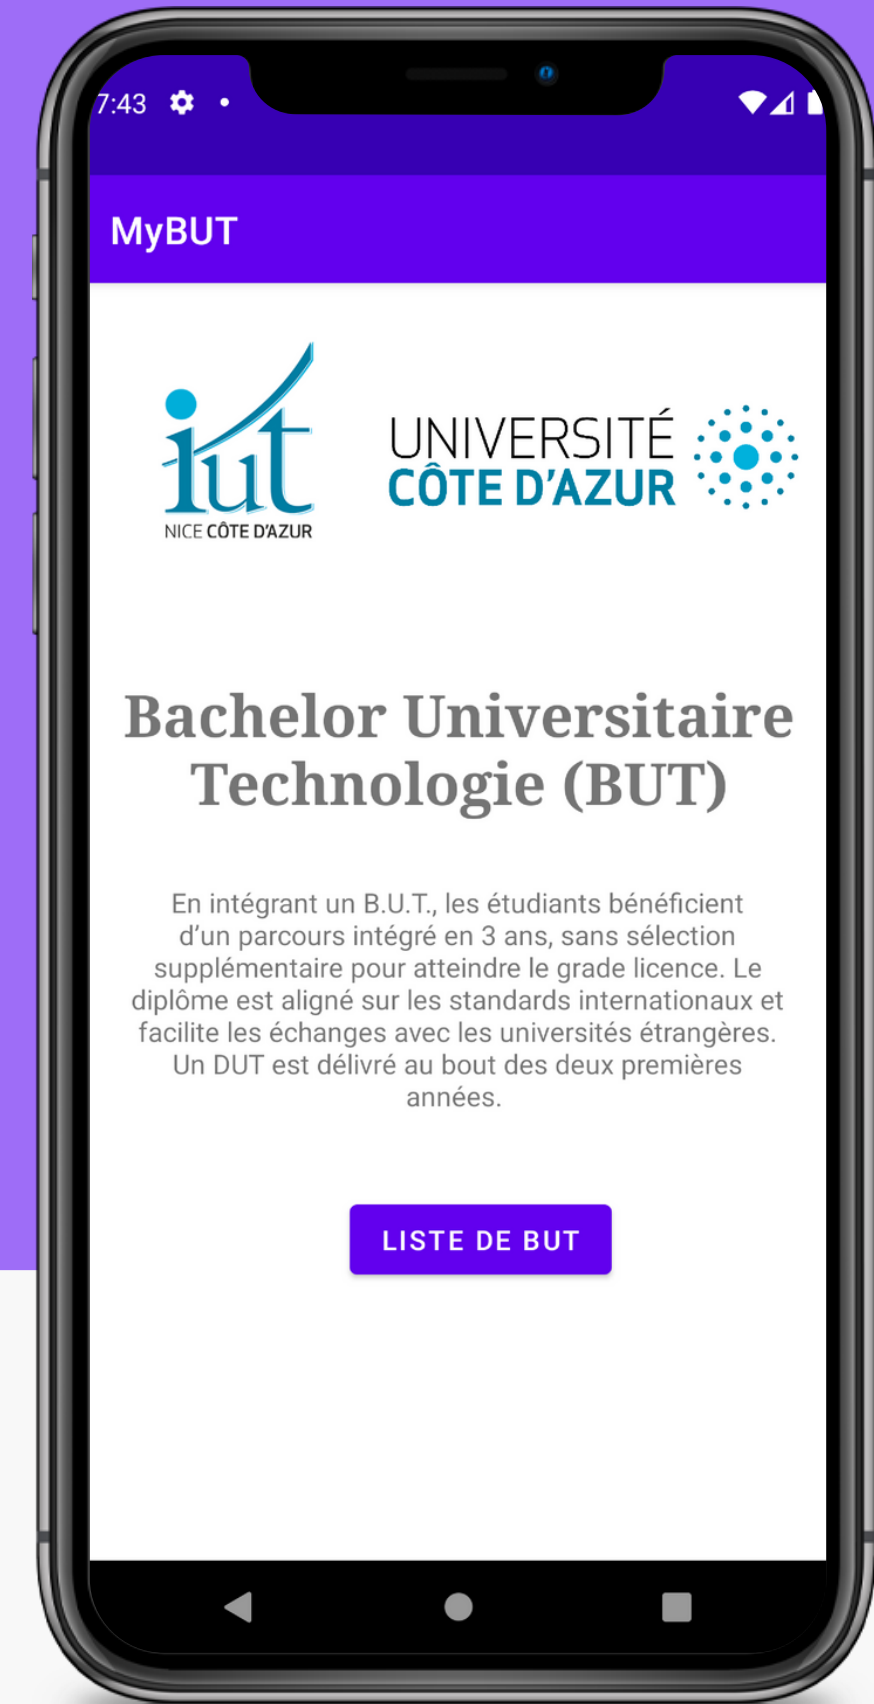 7:43
MyBUT
iut
NICE CÔTE D'AZUR
UNIVERSITÉ
CÔTE D'AZUR
Bachelor Universitaire
Technologie (BUT)
En intégrant un B.U.T., les étudiants bénéficient
d’un parcours intégré en 3 ans, sans sélection
supplémentaire pour atteindre le grade licence. Le
diplôme est aligné sur les standards internationaux et
facilite les échanges avec les universités étrangères.
Un DUT est délivré au bout des deux premières
années.
LISTE DE BUT